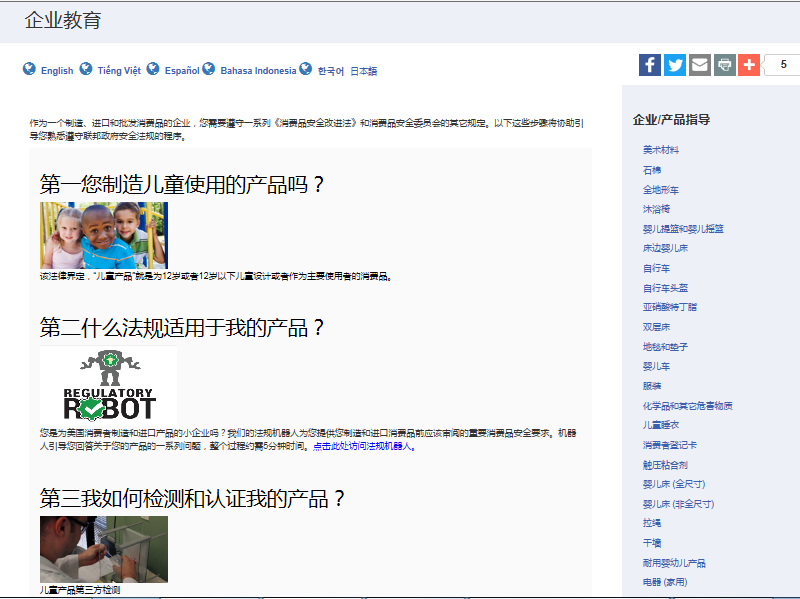 企业教育
English Tiếng Việt Español Bahasa Indonesia 한국어 日本語
5
作为一个制造、进口和批发消费品的企业，您需要遵守一系列《消费品安全改进法》和消费品安全委员会的其它规定。以下这些步骤将协助引
导您熟悉遵守联邦政府安全法规的程序。
第一您制造儿童使用的产品吗？
该法律界定，“儿童产品”就是为12岁或者12岁以下儿童设计或者作为主要使用者的消费品。
第二什么法规适用于我的产品？
REGULATORY
ROBOT
您是为美国消费者制造和进口产品的小企业吗？我们的法规机器人为您提供您制造和进口消费品前应该审阅的重要消费品安全要求。机器
人引导您回答关于您的产品的一系列问题，整个过程约需5分钟时间。点击此处访问法规机器人。
第三我如何检测和认证我的产品？
儿童产品第三方检测
企业/产品指导
美术材料
石棉
全地形车
沐浴椅
婴儿提篮和婴儿摇篮
床边婴儿床
自行车
自行车头盔
亚硝酸特丁脂
双层床
地毯和垫子
婴儿车
服装
化学品和其它危害物质
儿童睡衣
消费者登记卡
触压粘合剂
婴儿床 (全尺寸)
婴儿床 (非全尺寸)
拉绳
干墙
耐用婴幼儿产品
电器 (家用)